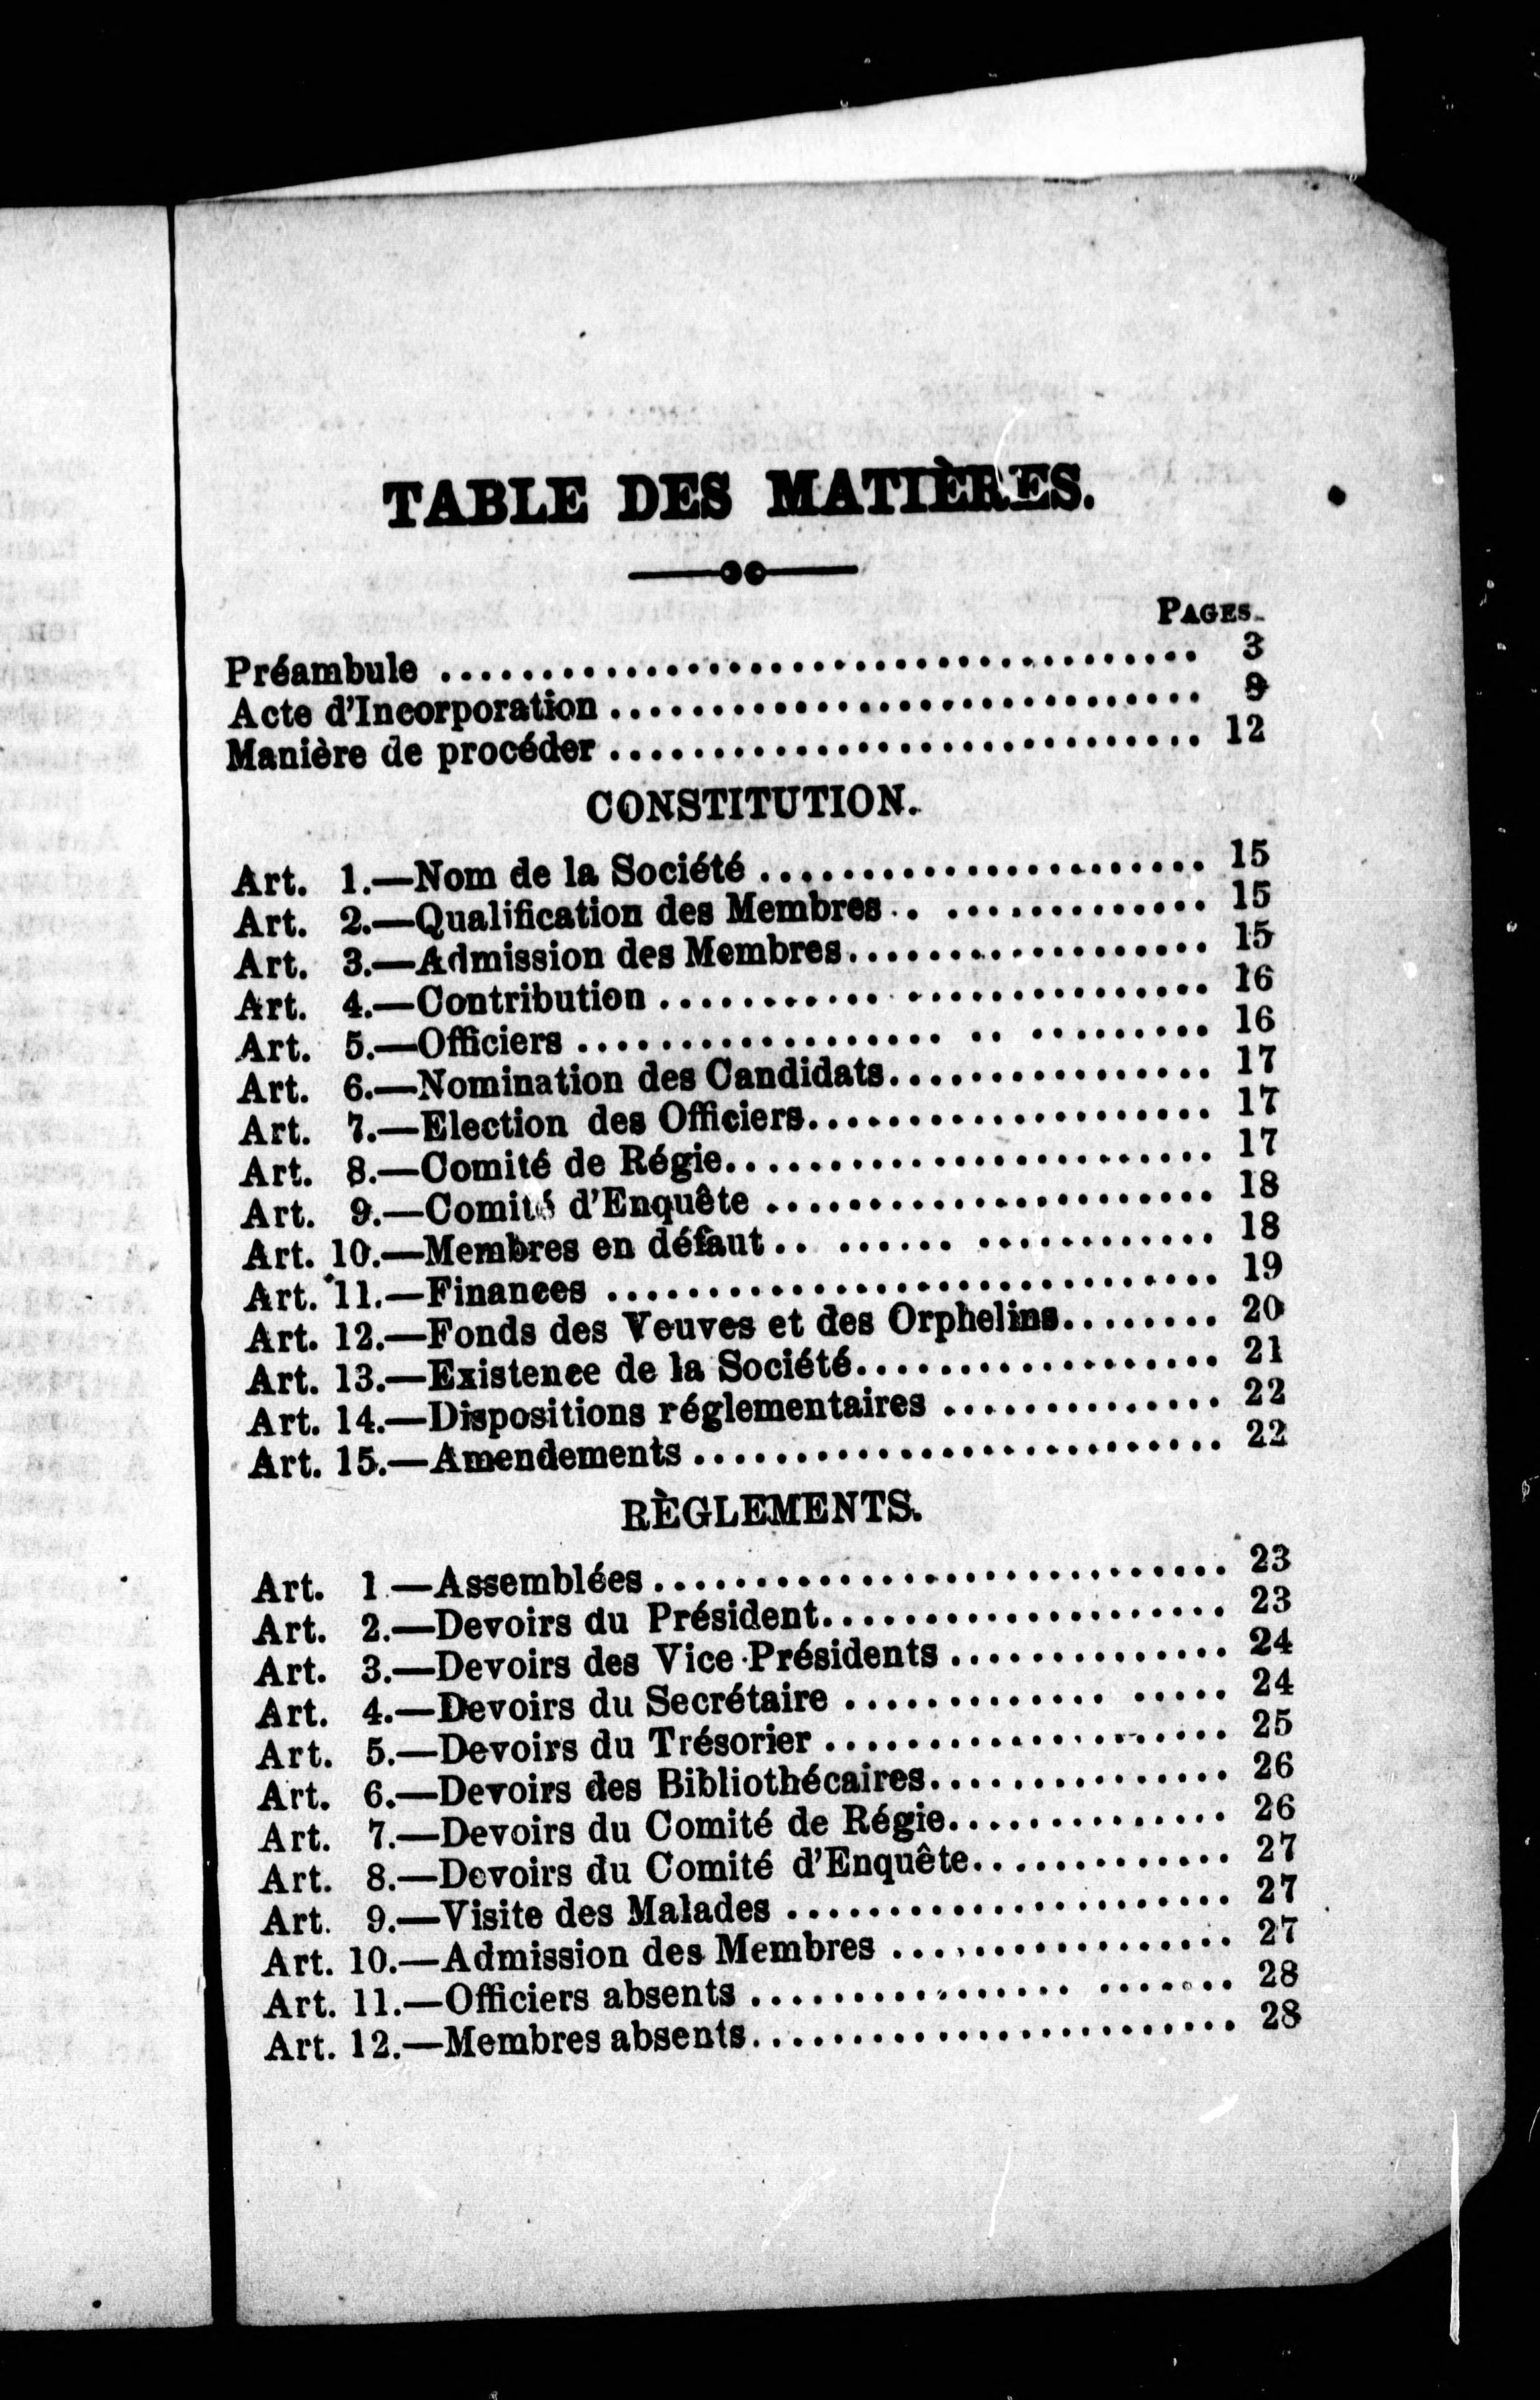 TABLE DES MATIÈRES.
PAGES.
Préambule .................................... 3
Acte d'Incorporation ............................. 9
Manière de procéder ............................. 12
CONSTITUTION.
Art. 1.—Nom de la Société ...................... 15
Art. 2.—Qualification des Membres .. ............. 15
Art. 3.—Admission des Membres.................. 15
Art. 4.—Contribution ........................... 16
Art. 5.—Officiers .................. .. ......... 16
Art. 6.—Nomination des Candidats................ 17
Art. 7.—Election des Officiers.................... 17
Art. 8.—Comité de Régie........................ 17
Art. 9.—Comité d'Enquête ...................... 18
Art. 10.—Membres en défaut .. ...... ............ 18
Art. 11.—Finances .............................. 19
Art. 12.—Fonds des Veuves et des Orphelins........ 20
Art. 13.—Existence de la Société.................. 21
Art. 14.—Dispositions réglementaires .............. 22
Art. 15.—Amendements .......................... 22
RÈGLEMENTS.
Art. 1 —Assemblées ............................ 23
Art. 2.—Devoirs du Président.................... 23
Art. 3.—Devoirs des Vice-Présidents .............. 24
Art. 4.—Devoirs du Secrétaire ............. ..... 24
Art. 5.—Devoirs du Trésorier .................... 25
Art. 6.—Devoirs des Bibliothécaires............... 26
Art. 7.—Devoirs du Comité de Régie.............. 26
Art. 8.—Devoirs du Comité d'Enquête............. 27
Art. 9.—Visite des Malades ...................... 27
Art. 10.—Admission des Membres ................. 27
Art. 11.—Officiers absents ................ ....... 28
Art. 12.—Membres absents........................ 28